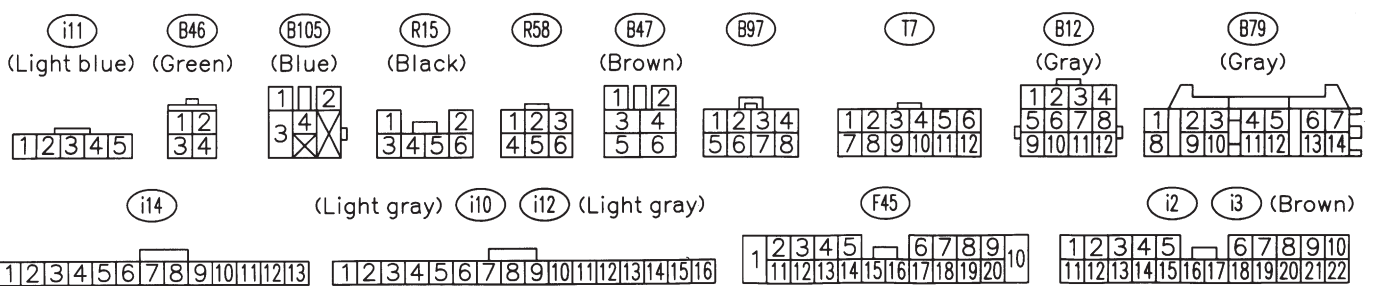 i11 B46 B105 R15 R58 B47 B97 T7 B12 B79
(Light blue) (Green) (Blue) (Black) (Brown) (Gray) (Gray)
1 2 3 4 5
1 2
3 4
1 2
3 4
1 2
3 4 5 6
1 2 3
4 5 6
1 2
3 4
5 6
1 2 3 4
5 6 7 8
1 2 3 4 5 6
7 8 9 10 11 12
1 2 3 4
5 6 7 8
9 10 11 12
1 2 3 4 5 6 7
8 9 10 11 12 13 14
i14 (Light gray) i10 i12 (Light gray) F45 i2 i3 (Brown)
1 2 3 4 5 6 7 8 9 10 11 12 13
1 2 3 4 5 6 7 8 9 10 11 12 13 14 15 16
1 2 3 4 5 6 7 8 9 10
11 12 13 14 15 16 17 18 19 20
1 2 3 4 5 6 7 8 9 10
11 12 13 14 15 16 17 18 19 20 21 22